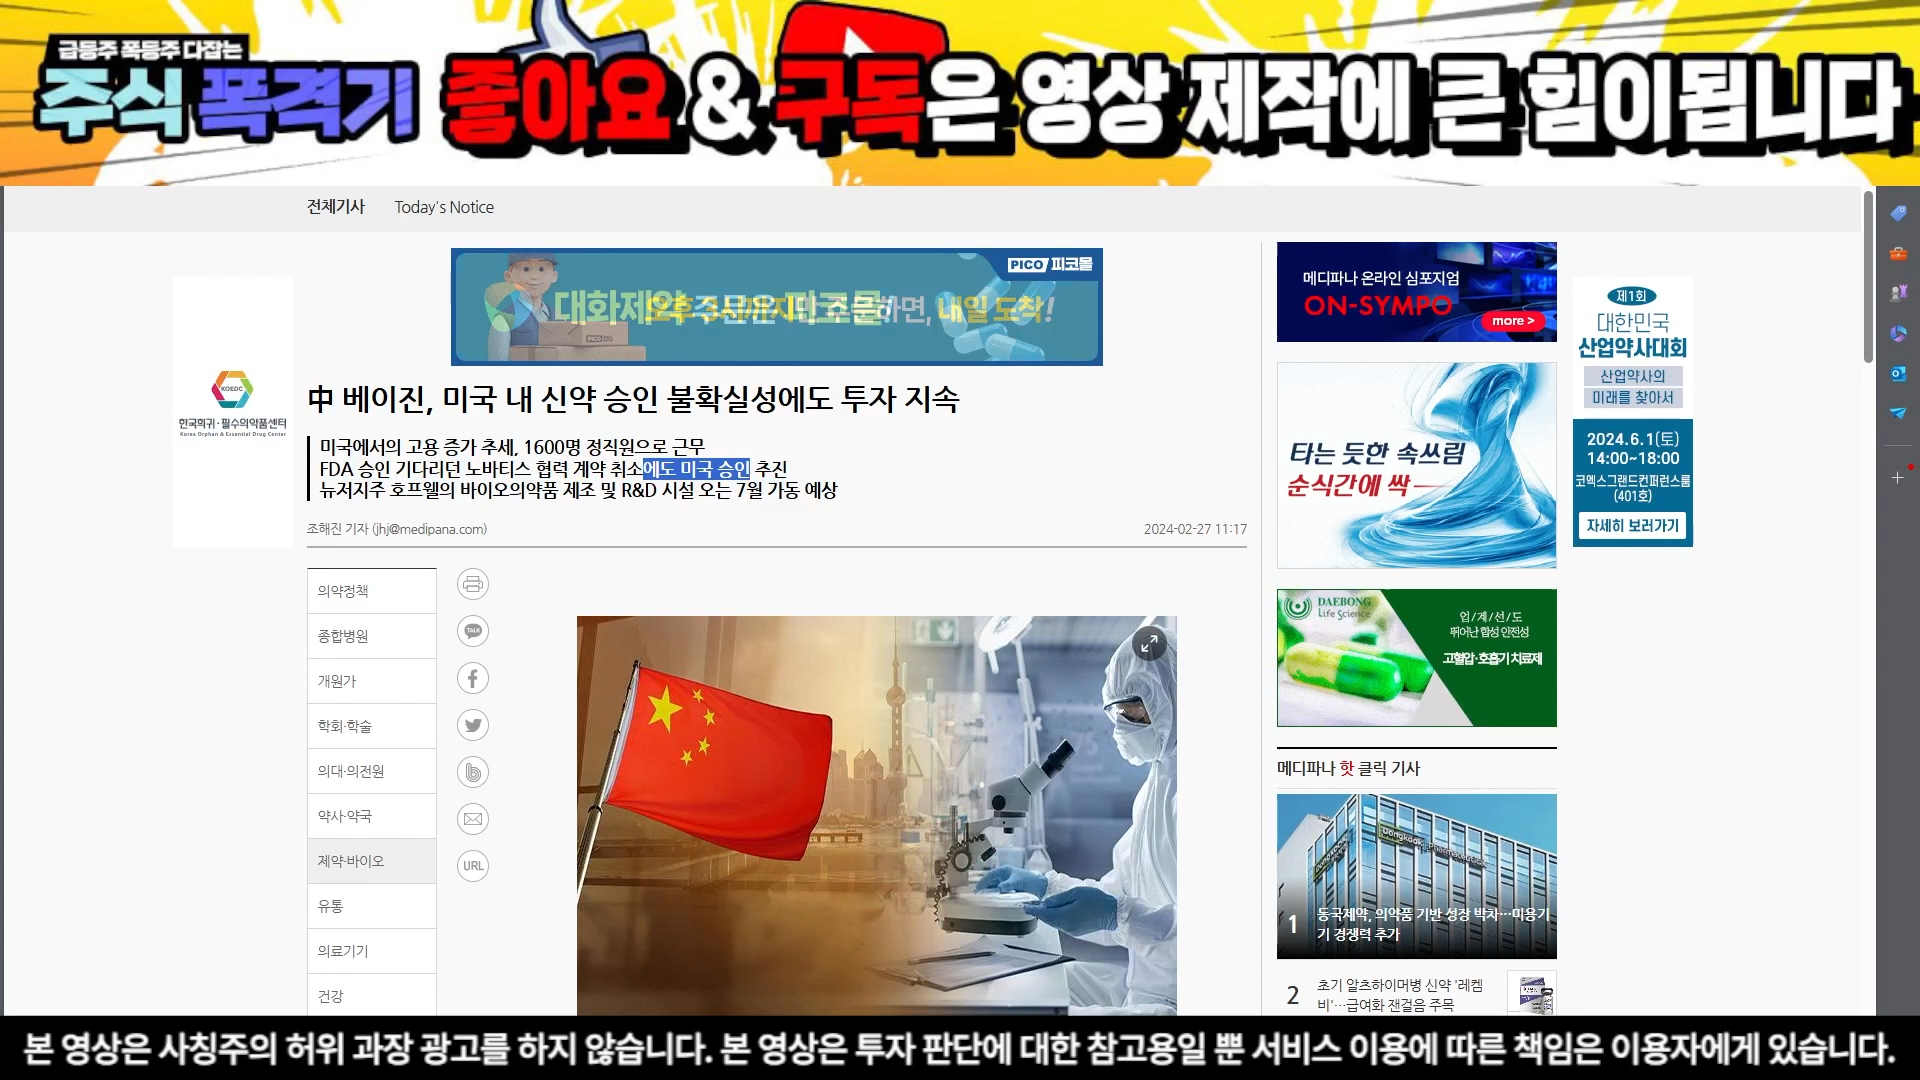 급등주 폭등주 다잡는
주식 폭격기 좋아요 & 구독은 영상 제작에 큰 힘이됩니다
전체기사 Today's Notice
PICO 피코몰
메디파나 온라인 심포지엄
ON-SYMPO
more >
제1회
대한민국
산업약사대회
산업약사의
미래를 찾아서
2024.6.1(토)
14:00~18:00
코엑스그랜드컨퍼런스룸
(401호)
자세히 보러가기
KOEDC
한국희귀·필수의약품센터
Korea Orphan & Essential Drug Center
中 베이진, 미국 내 신약 승인 불확실성에도 투자 지속
미국에서의 고용 증가 추세, 1600명 정직원으로 근무
FDA 승인 기다리던 노바티스 협력 계약 취소에도 미국 승인 추진
뉴저지주 호프웰의 바이오의약품 제조 및 R&D 시설 오는 7월 가동 예상
조해진 기자 (jhj@medipana.com) 2024-02-27 11:17
타는 듯한 속쓰림
순식간에 싹
의약정책
종합병원
개원가
학회·학술
의대·의전원
약사·약국
제약·바이오
유통
의료기기
건강
TALK
URL
DAEBONG
Life Science
업/계/선/도
뛰어난 합성 안전성
고혈압·호흡기 치료제
메디파나 핫 클릭 기사
1 동국제약, 의약품 기반 성장 박차…미용기
기 경쟁력 추가
2 초기 알츠하이머병 신약 '레켐
비'…급여화 잰걸음 주목
본 영상은 사칭주의 허위 과장 광고를 하지 않습니다. 본 영상은 투자 판단에 대한 참고용일 뿐 서비스 이용에 따른 책임은 이용자에게 있습니다.